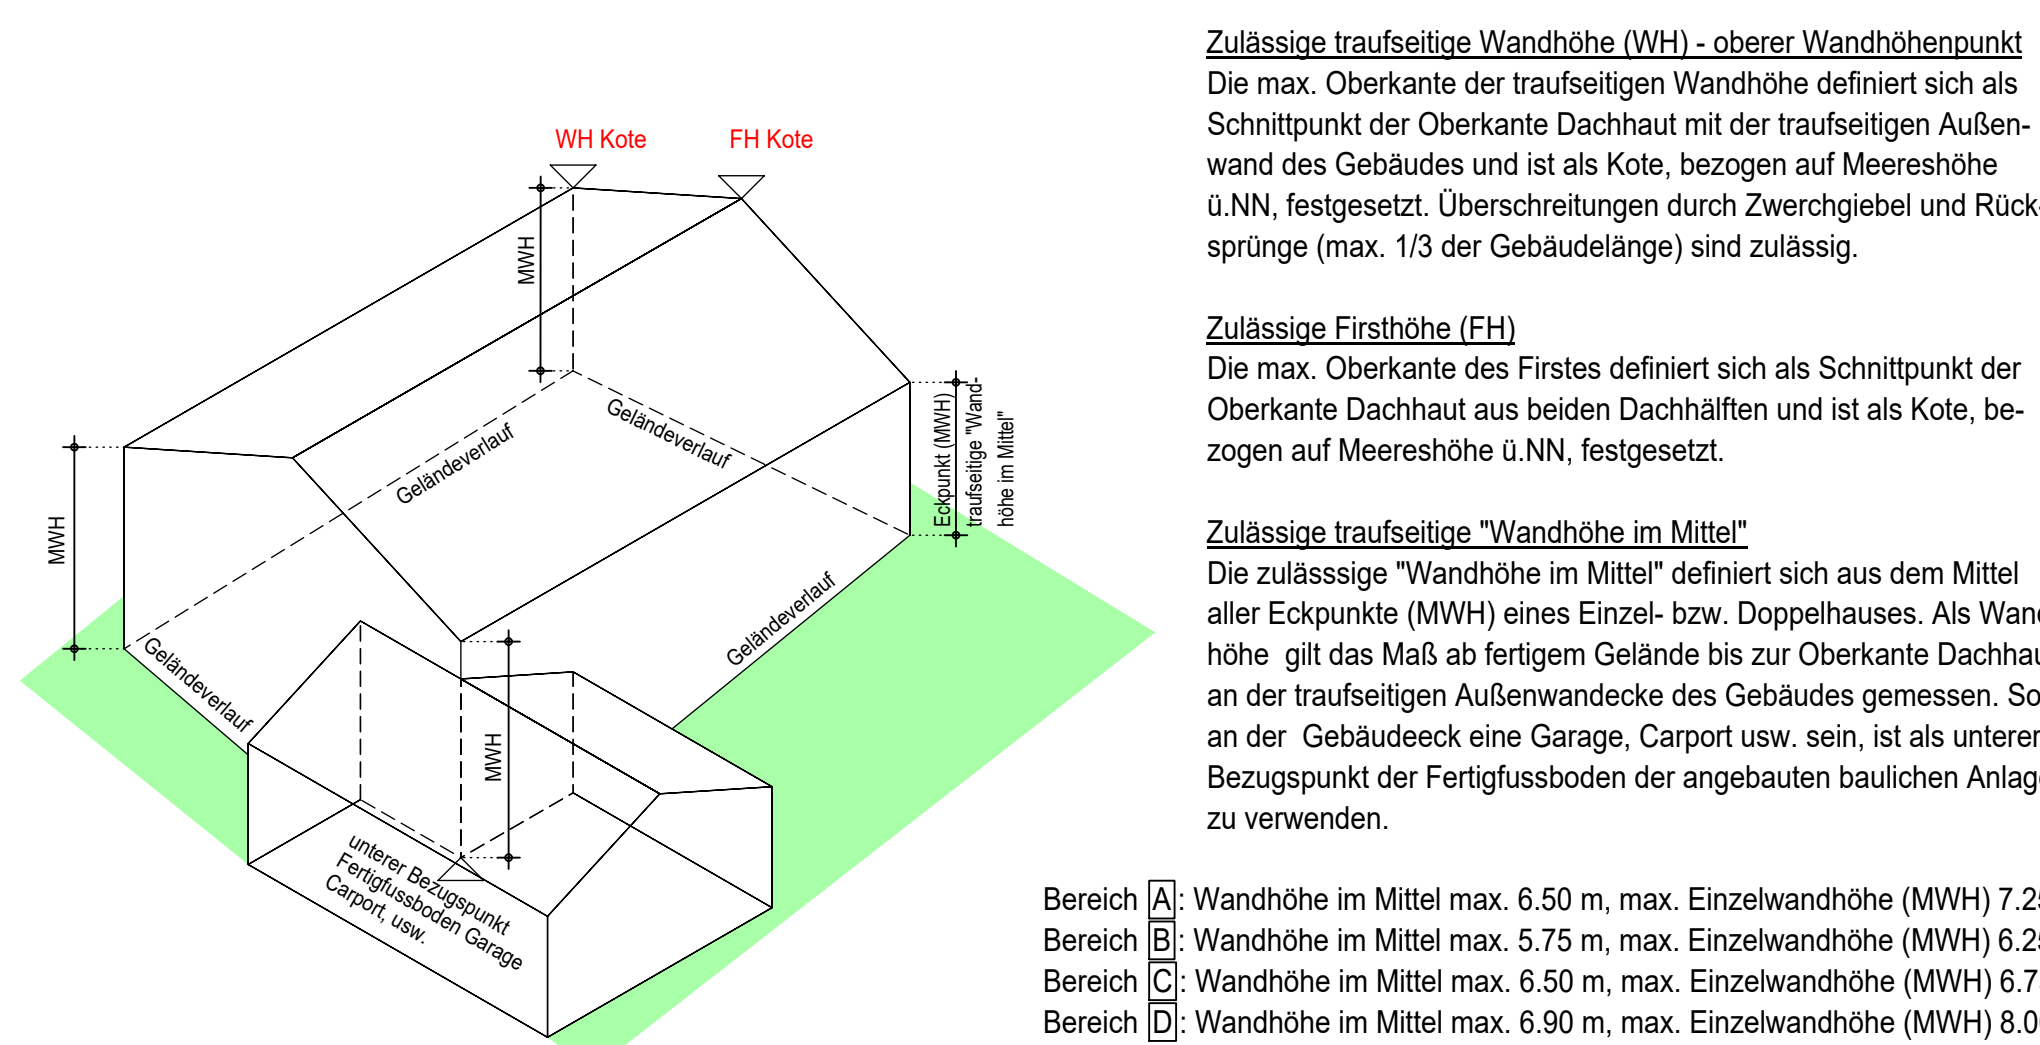 WH Kote
FH Kote
MWH
MWH
MWH
Eckpunkt (MWH)
traufseitige "Wand-
höhe im Mittel"
Geländeverlauf
Geländeverlauf
Geländeverlauf
Geländeverlauf
unterer Bezugspunkt
Fertigfussboden Garage
Carport, usw.
Zulässige traufseitige Wandhöhe (WH) - oberer Wandhöhenpunkt
Die max. Oberkante der traufseitigen Wandhöhe definiert sich als
Schnittpunkt der Oberkante Dachhaut mit der traufseitigen Außen-
wand des Gebäudes und ist als Kote, bezogen auf Meereshöhe
ü.NN, festgesetzt. Überschreitungen durch Zwerchgiebel und Rück-
sprünge (max. 1/3 der Gebäudelänge) sind zulässig.
Zulässige Firsthöhe (FH)
Die max. Oberkante des Firstes definiert sich als Schnittpunkt der
Oberkante Dachhaut aus beiden Dachhälften und ist als Kote, be-
zogen auf Meereshöhe ü.NN, festgesetzt.
Zulässige traufseitige "Wandhöhe im Mittel"
Die zulässsige "Wandhöhe im Mittel" definiert sich aus dem Mittel
aller Eckpunkte (MWH) eines Einzel- bzw. Doppelhauses. Als
höhe gilt das Maß ab fertigem Gelände bis zur Oberkante
an der traufseitigen Außenwandecke des Gebäudes gemessen.
an der Gebäudeeck eine Garage, Carport usw. sein, ist als unterer
Bezugspunkt der Fertigfussboden der angebauten baulichen
zu verwenden.
Bereich A: Wandhöhe im Mittel max. 6.50 m, max. Einzelwandhöhe (MWH)
Bereich B: Wandhöhe im Mittel max. 5.75 m, max. Einzelwandhöhe (MWH)
Bereich C: Wandhöhe im Mittel max. 6.50 m, max. Einzelwandhöhe (MWH)
Bereich D: Wandhöhe im Mittel max. 6.90 m, max. Einzelwandhöhe (MWH)